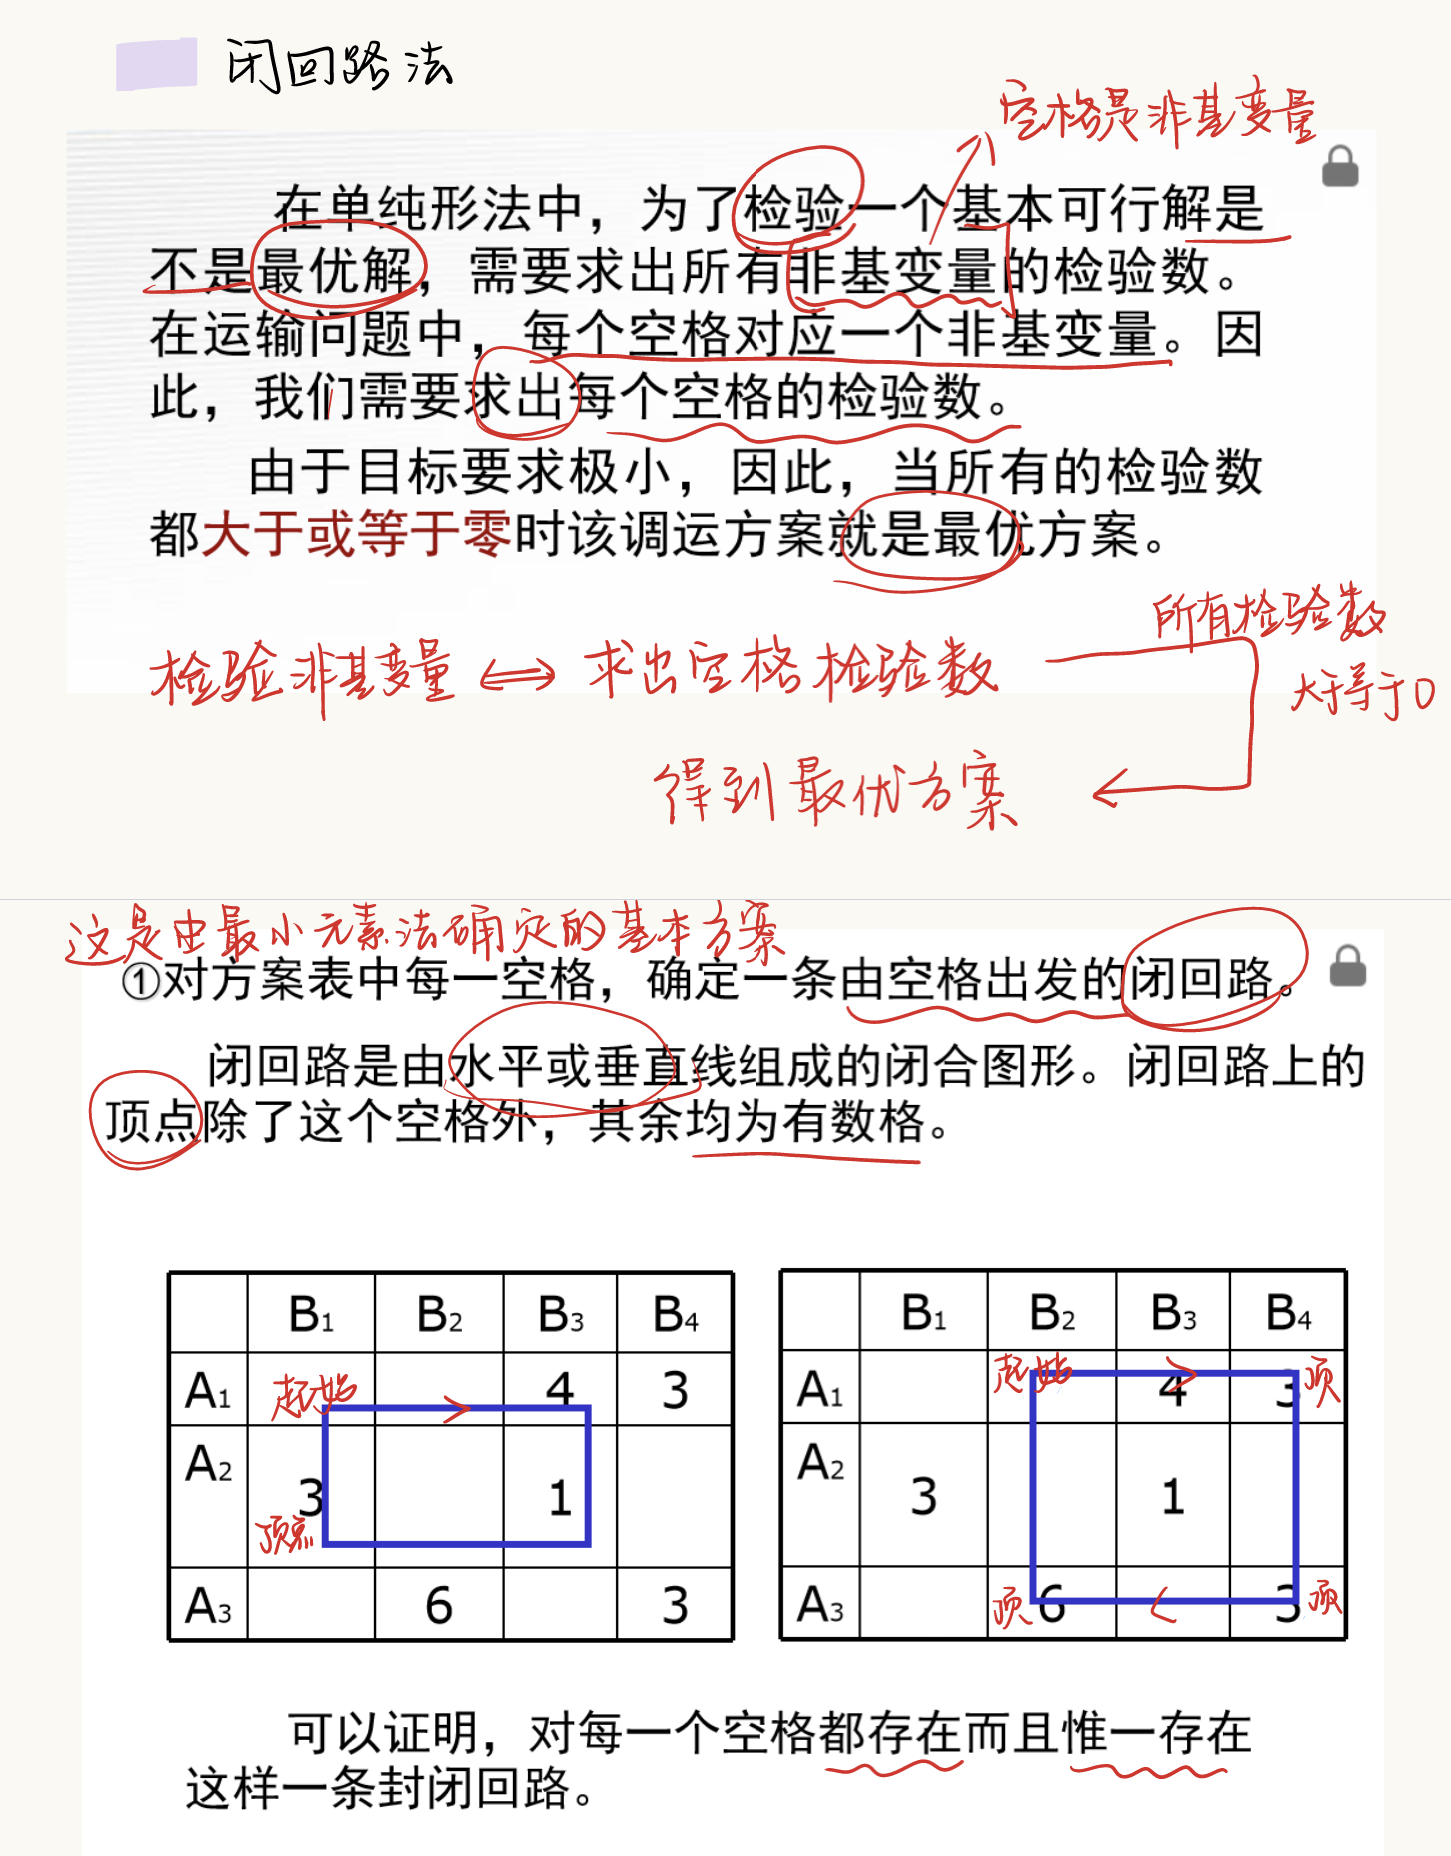 闭回路法
空格是非基变量
在单纯形法中，为了检验一个基本可行解是
不是最优解，需要求出所有非基变量的检验数。
在运输问题中，每个空格对应一个非基变量。因
此，我们需要求出每个空格的检验数。
由于目标要求极小，因此，当所有的检验数
都大于或等于零时该调运方案就是最优方案。
所有检验数
检验非基变量 ⟺ 求出空格检验数
大于等于0
得到最优方案
这是由最小元素法确定的基本方案
①对方案表中每一空格，确定一条由空格出发的闭回路。
闭回路是由水平或垂直线组成的闭合图形。闭回路上的
顶点除了这个空格外，其余均为有数格。
B1 B2 B3 B4
A1 起始 4 3
A2 3 1
顶点
A3 6 3
B1 B2 B3 B4
A1 起始 4 3 顶
A2 3 1
A3 顶 6 3 顶
可以证明，对每一个空格都存在而且惟一存在
这样一条封闭回路。